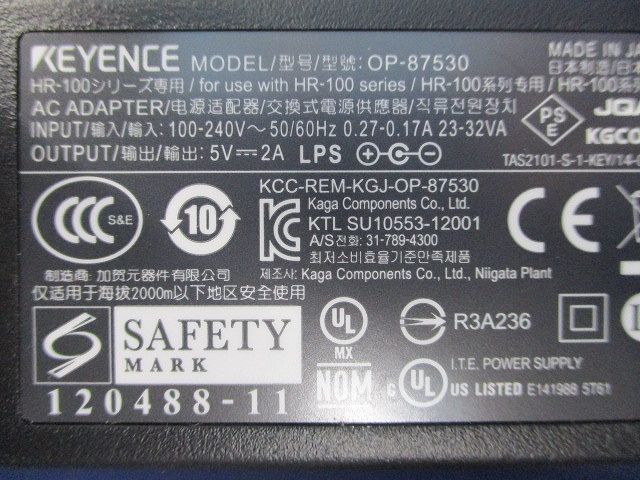 KEYENCE MODEL/型号/型號: OP-87530
HR-100シリーズ専用/for use with HR-100 series/HR-100系列专用/HR-100系
AC ADAPTER/电源适配器/交換式電源供應器/직류전원장치
INPUT/输入/輸入: 100-240V～50/60Hz 0.27-0.17A 23-32VA
OUTPUT/输出/輸出: 5V⎓2A LPS
MADE IN
日本制造/日本
PS
E
KGCO
TAS2101-S-1-KEY/14-
CCC S&E
10
KCC-REM-KGJ-OP-87530
Kaga Components Co., Ltd.
KTL SU10553-12001
A/S전화: 31-789-4300
최저소비효율기준만족제품
CE
制造商: 加贺元器件有限公司
제조사: Kaga Components Co., Ltd., Niigata Plant
仅适用于海拔2000m以下地区安全使用
SAFETY
MARK
120488-11
UL
MX
NOM
R3A236
c UL
I.T.E. POWER SUPPLY
US LISTED E141988 5T61